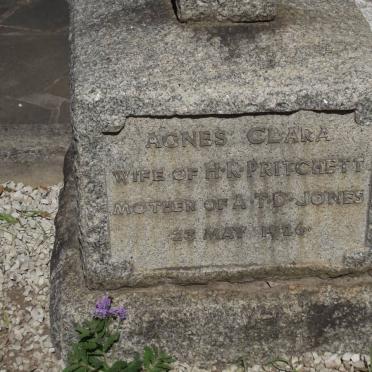 AGNES CLARA
WIFE OF H·R·PRITCHETT
MOTHER OF A·T·D·JONES
23 MAY 1926